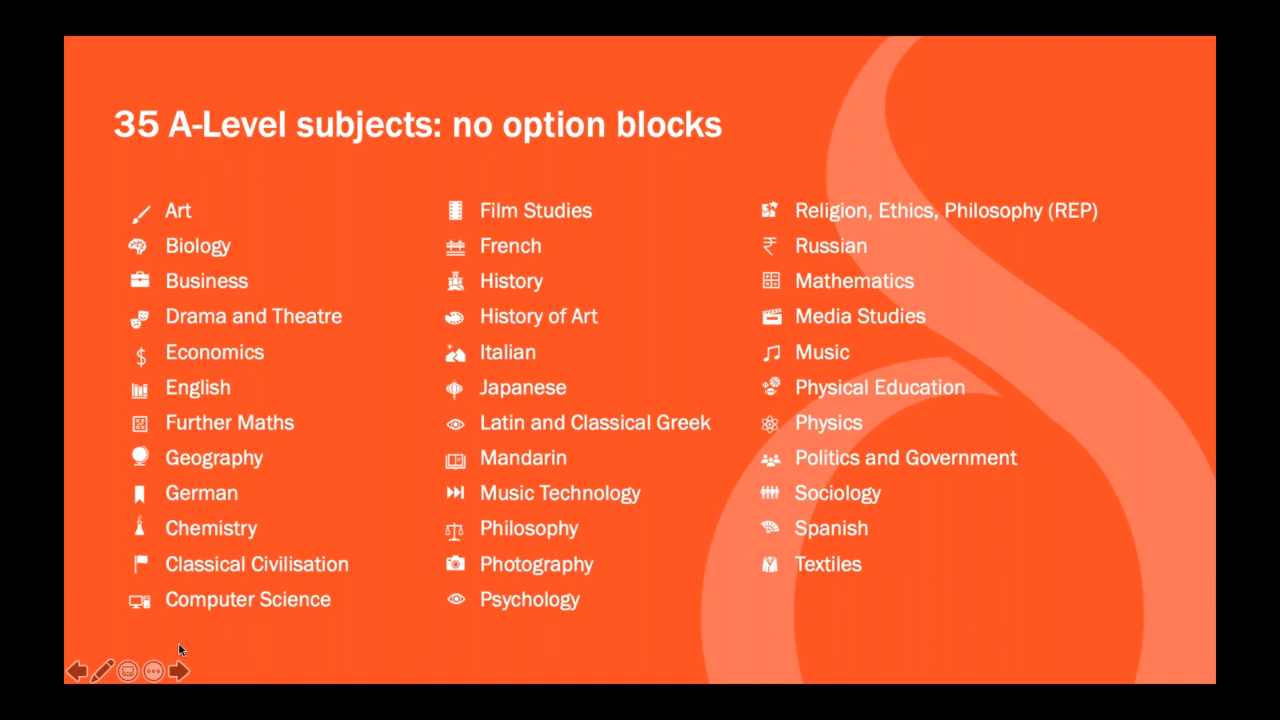 35 A-Level subjects: no option blocks
Art
Biology
Business
Drama and Theatre
Economics
English
Further Maths
Geography
German
Chemistry
Classical Civilisation
Computer Science
Film Studies
French
History
History of Art
Italian
Japanese
Latin and Classical Greek
Mandarin
Music Technology
Philosophy
Photography
Psychology
Religion, Ethics, Philosophy (REP)
Russian
Mathematics
Media Studies
Music
Physical Education
Physics
Politics and Government
Sociology
Spanish
Textiles